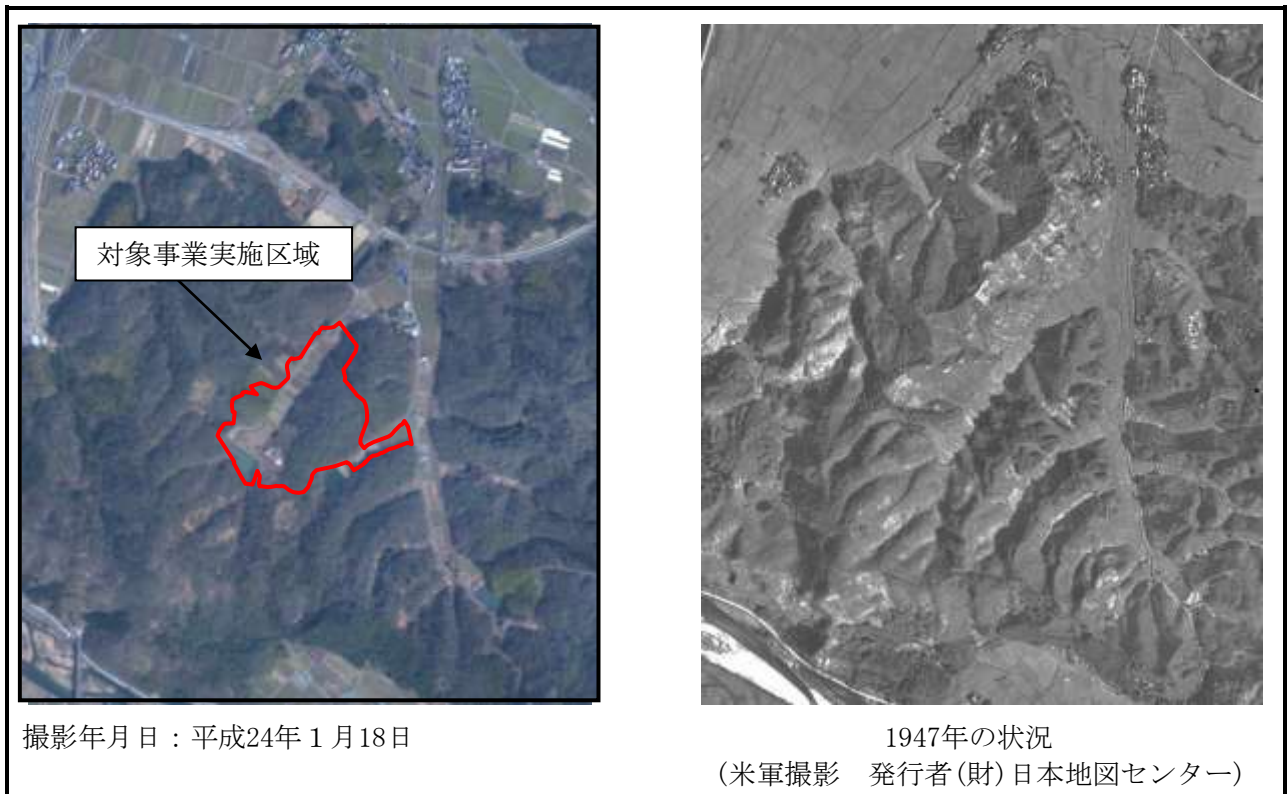 対象事業実施区域
撮影年月日：平成24年１月18日
1947年の状況
（米軍撮影　発行者(財)日本地図センター）